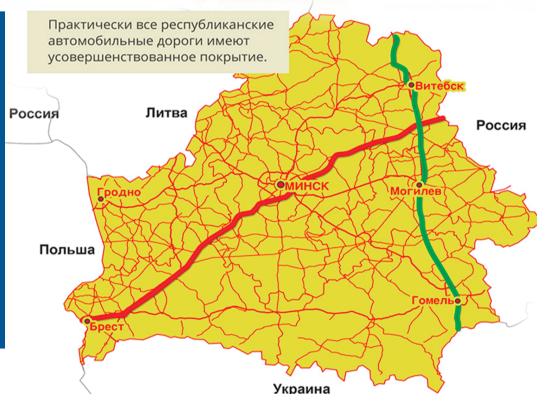 Практически все республиканские
автомобильные дороги имеют
усовершенствованное покрытие.
Витебск
Россия
Литва
Россия
Гродно
МИНСК
Могилев
Польша
Гомель
Брест
Украина